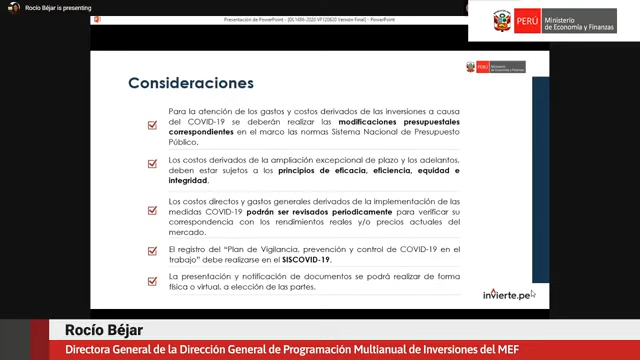 Rocío Béjar is presenting
Presentación de PowerPoint - [DL1486-2020 VP120620 Versión Final] - PowerPoint
PERÚ
Ministerio
de Economía y Finanzas
PERÚ
Consideraciones
Para la atención de los gastos y costos derivados de las inversiones a causa
del COVID-19 se deberán realizar las modificaciones presupuestales
correspondientes en el marco las normas Sistema Nacional de Presupuesto
Público.
Los costos derivados de la ampliación excepcional de plazo y los adelantos,
deben estar sujetos a los principios de eficacia, eficiencia, equidad e
integridad.
Los costos directos y gastos generales derivados de la implementación de las
medidas COVID-19 podrán ser revisados periodicamente para verificar su
correspondencia con los rendimientos reales y/o precios actuales del
mercado.
El registro del "Plan de Vigilancia, prevención y control de COVID-19 en el
trabajo" debe realizarse en el SISCOVID-19.
La presentación y notificación de documentos se podrá realizar de forma
física o virtual, a elección de las partes.
invierte.pe
Rocío Béjar
Directora General de la Dirección General de Programación Multianual de Inversiones del MEF